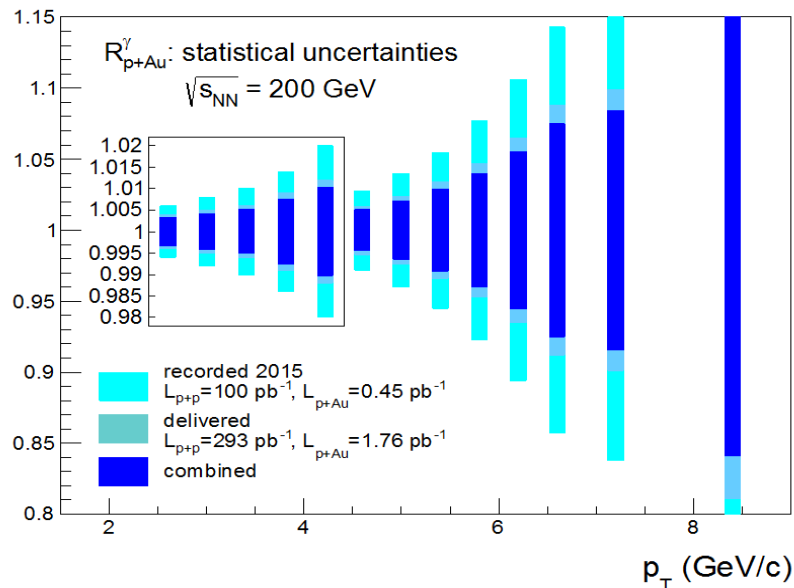 1.15
R^γ_p+Au: statistical uncertainties
√s_NN = 200 GeV
1.1
1.05
1
0.95
0.9
0.85
0.8
1.02
1.015
1.01
1.005
1
0.995
0.99
0.985
0.98
recorded 2015
L_p+p=100 pb^-1, L_p+Au=0.45 pb^-1
delivered
L_p+p=293 pb^-1, L_p+Au=1.76 pb^-1
combined
2 4 6 8
p_T (GeV/c)